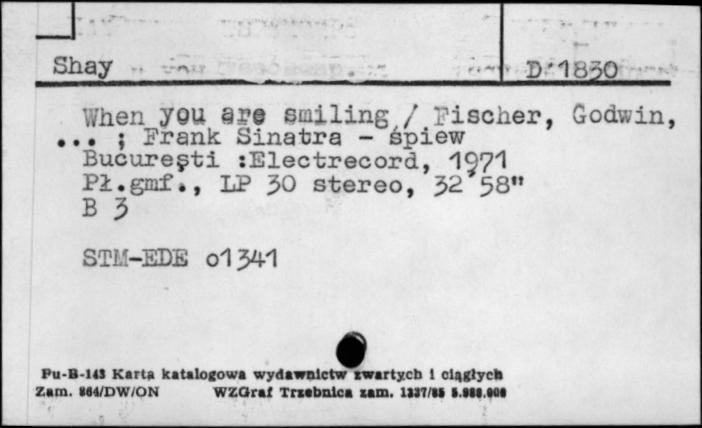 Shay
D 1830
When you are smiling / Fischer, Godwin,
... ; Frank Sinatra - śpiew
Bucureşti :Electrecord, 1971
Pł.gmf., LP 30 stereo, 32'58"
B 3
STM-EDE o1341
Pu-B-143 Karta katalogowa wydawnictw zwartych i ciągłych
Zam. 864/DW/ON WZGraf Trzebnica zam. 1337/85 5.988.000